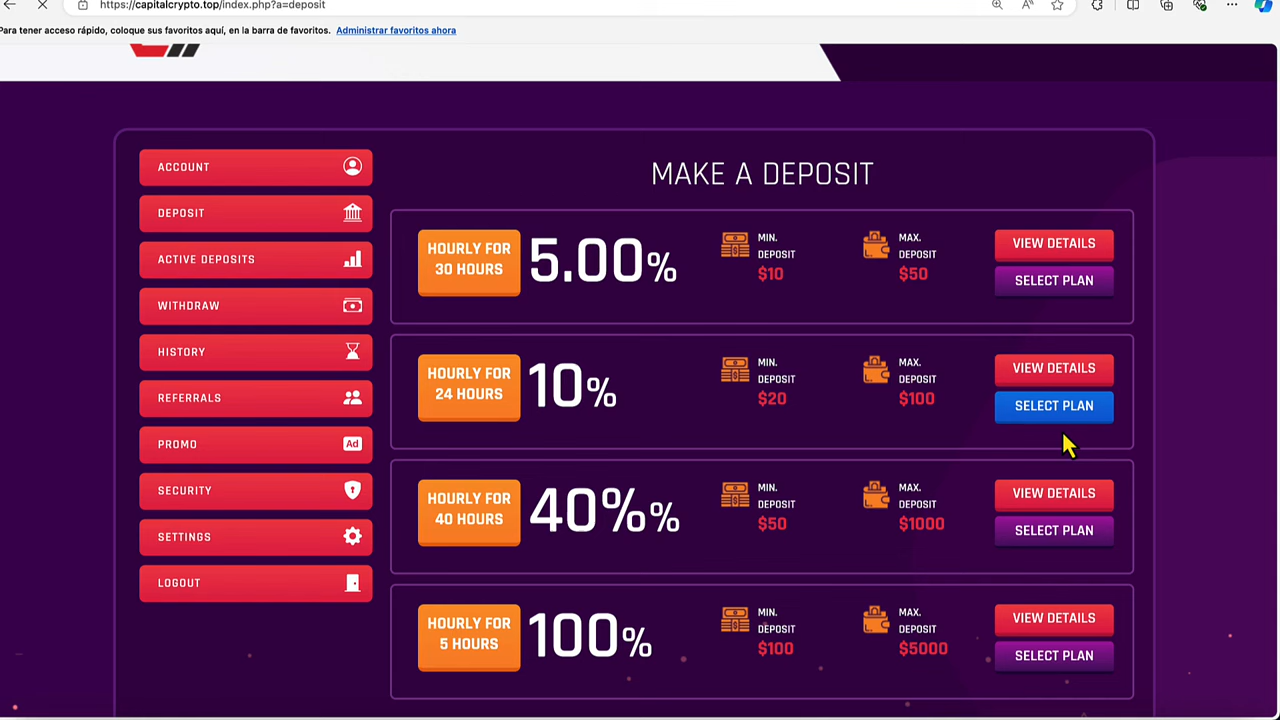 https://capitalcrypto.top/index.php?a=deposit
Para tener acceso rápido, coloque sus favoritos aquí, en la barra de favoritos. Administrar favoritos ahora
ACCOUNT
DEPOSIT
ACTIVE DEPOSITS
WITHDRAW
HISTORY
REFERRALS
PROMO
Ad
SECURITY
SETTINGS
LOGOUT
MAKE A DEPOSIT
HOURLY FOR
30 HOURS
5.00%
MIN.
DEPOSIT
$10
MAX.
DEPOSIT
$50
VIEW DETAILS
SELECT PLAN
HOURLY FOR
24 HOURS
10%
MIN.
DEPOSIT
$20
MAX.
DEPOSIT
$100
VIEW DETAILS
SELECT PLAN
HOURLY FOR
40 HOURS
40%%
MIN.
DEPOSIT
$50
MAX.
DEPOSIT
$1000
VIEW DETAILS
SELECT PLAN
HOURLY FOR
5 HOURS
100%
MIN.
DEPOSIT
$100
MAX.
DEPOSIT
$5000
VIEW DETAILS
SELECT PLAN